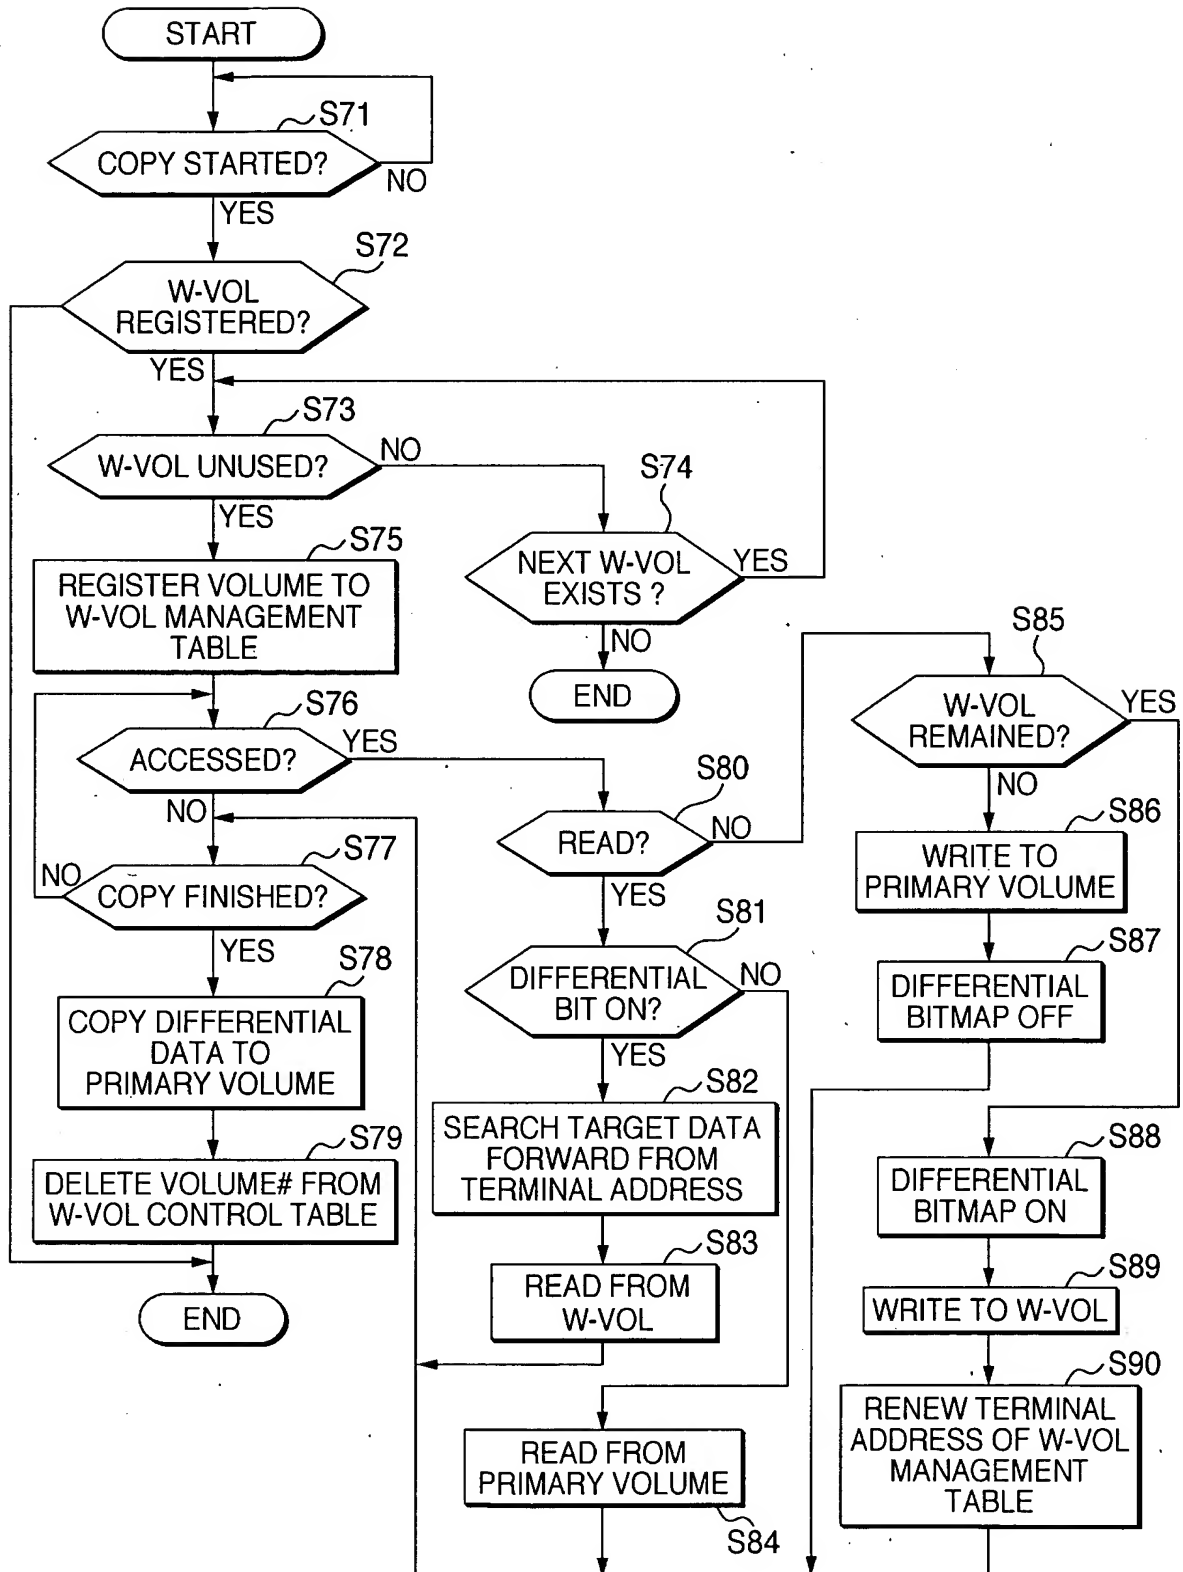 START
S71
COPY STARTED?
NO
YES
S72
W-VOL
REGISTERED?
YES
S73
W-VOL UNUSED?
NO
YES
S74
NEXT W-VOL
EXISTS ?
YES
NO
END
S75
REGISTER VOLUME TO
W-VOL MANAGEMENT
TABLE
S76
ACCESSED?
YES
NO
S77
COPY FINISHED?
NO
YES
S78
COPY DIFFERENTIAL
DATA TO
PRIMARY VOLUME
S79
DELETE VOLUME# FROM
W-VOL CONTROL TABLE
END
S80
READ?
NO
YES
S81
DIFFERENTIAL
BIT ON?
NO
YES
S82
SEARCH TARGET DATA
FORWARD FROM
TERMINAL ADDRESS
S83
READ FROM
W-VOL
READ FROM
PRIMARY VOLUME
S84
S85
W-VOL
REMAINED?
YES
NO
S86
WRITE TO
PRIMARY VOLUME
S87
DIFFERENTIAL
BITMAP OFF
S88
DIFFERENTIAL
BITMAP ON
S89
WRITE TO W-VOL
S90
RENEW TERMINAL
ADDRESS OF W-VOL
MANAGEMENT
TABLE